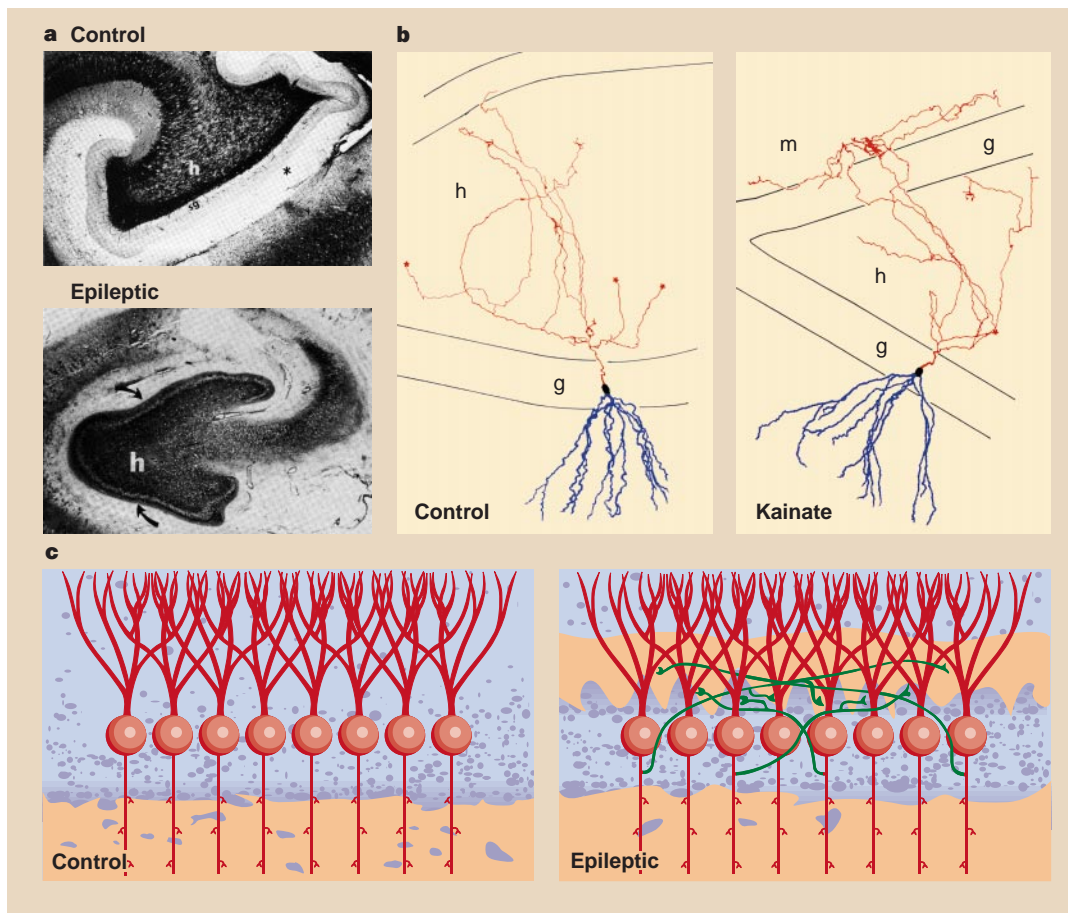 a Control
h
*
sg
Epileptic
h
b
h
g
Control
m
g
h
g
Kainate
c
Control
Epileptic